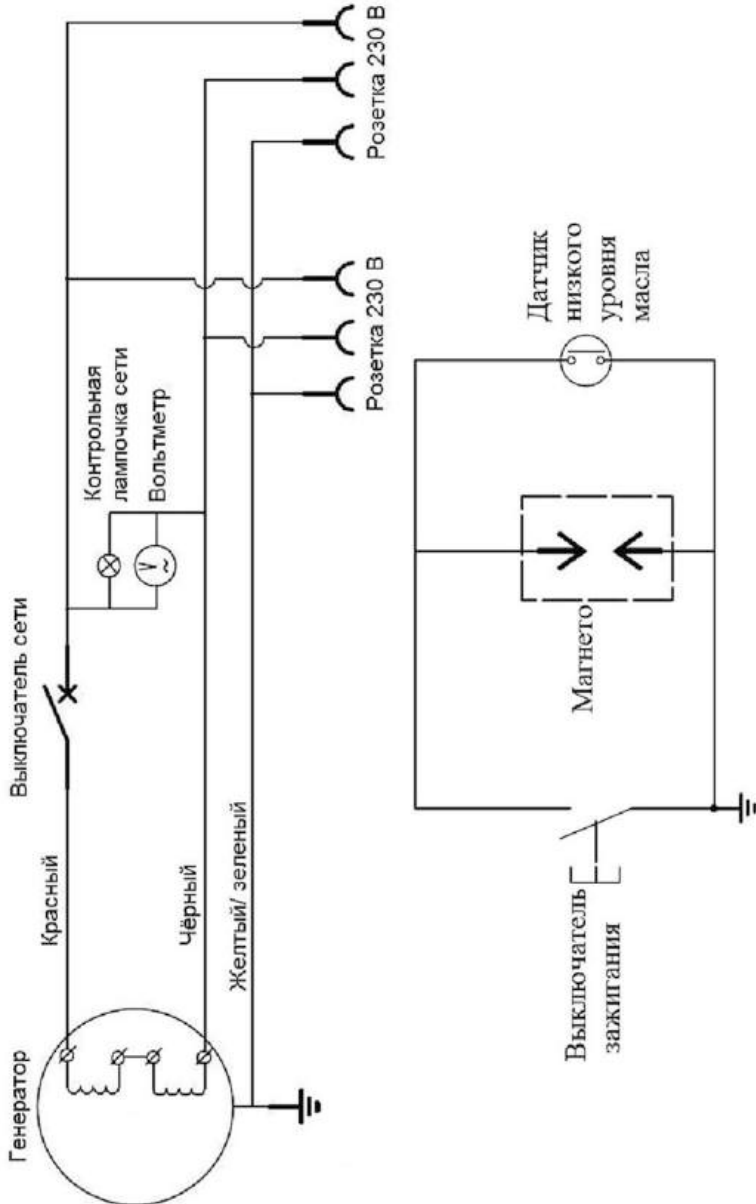 Генератор
Красный
Выключатель сети
Чёрный
Желтый/ зеленый
Контрольная
лампочка сети
Вольтметр
V
~
Розетка 230 В
Розетка 230 В
Выключатель
зажигания
Магнето
Датчик
низкого
уровня
масла